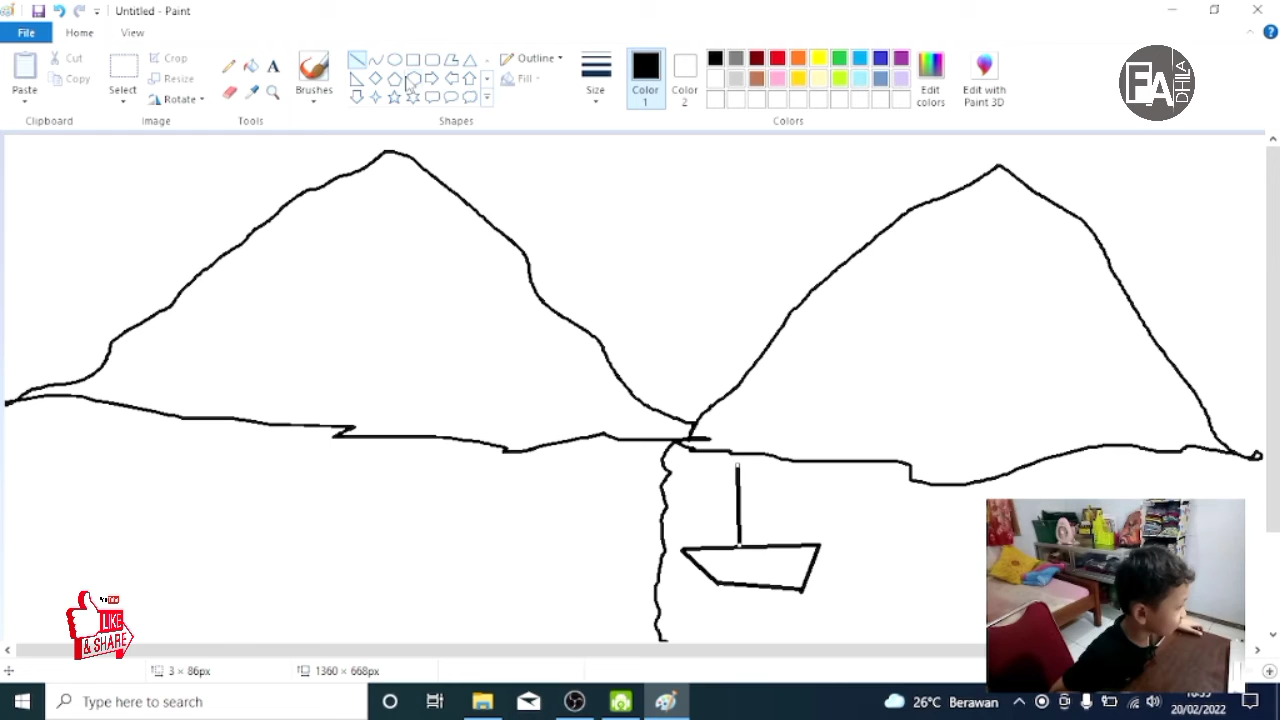 Untitled - Paint
File
Home
View
Paste
Cut
Copy
Clipboard
Select
Crop
Resize
Rotate
Image
A
Tools
Brushes
Outline
Fill
Shapes
Size
Color
1
Color
2
Colors
Edit
colors
Edit with
Paint 3D
FA
DHILA
LIKE
& SHARE
3 × 86px
1360 × 668px
Type here to search
26°C
Berawan
20/02/2022